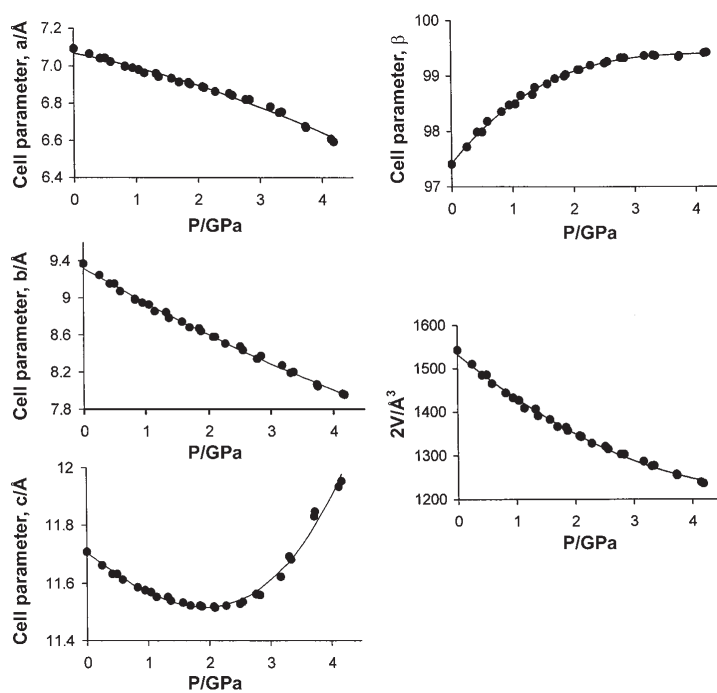 Cell parameter, a/Å
7.2
7.0
6.8
6.6
6.4
0 1 2 3 4
P/GPa
Cell parameter, β
100
99
98
97
0 1 2 3 4
P/GPa
Cell parameter, b/Å
9.4
9
8.6
8.2
7.8
0 1 2 3 4
P/GPa
2V/Å³
1600
1500
1400
1300
1200
0 1 2 3 4
P/GPa
Cell parameter, c/Å
12
11.8
11.6
11.4
0 1 2 3 4
P/GPa